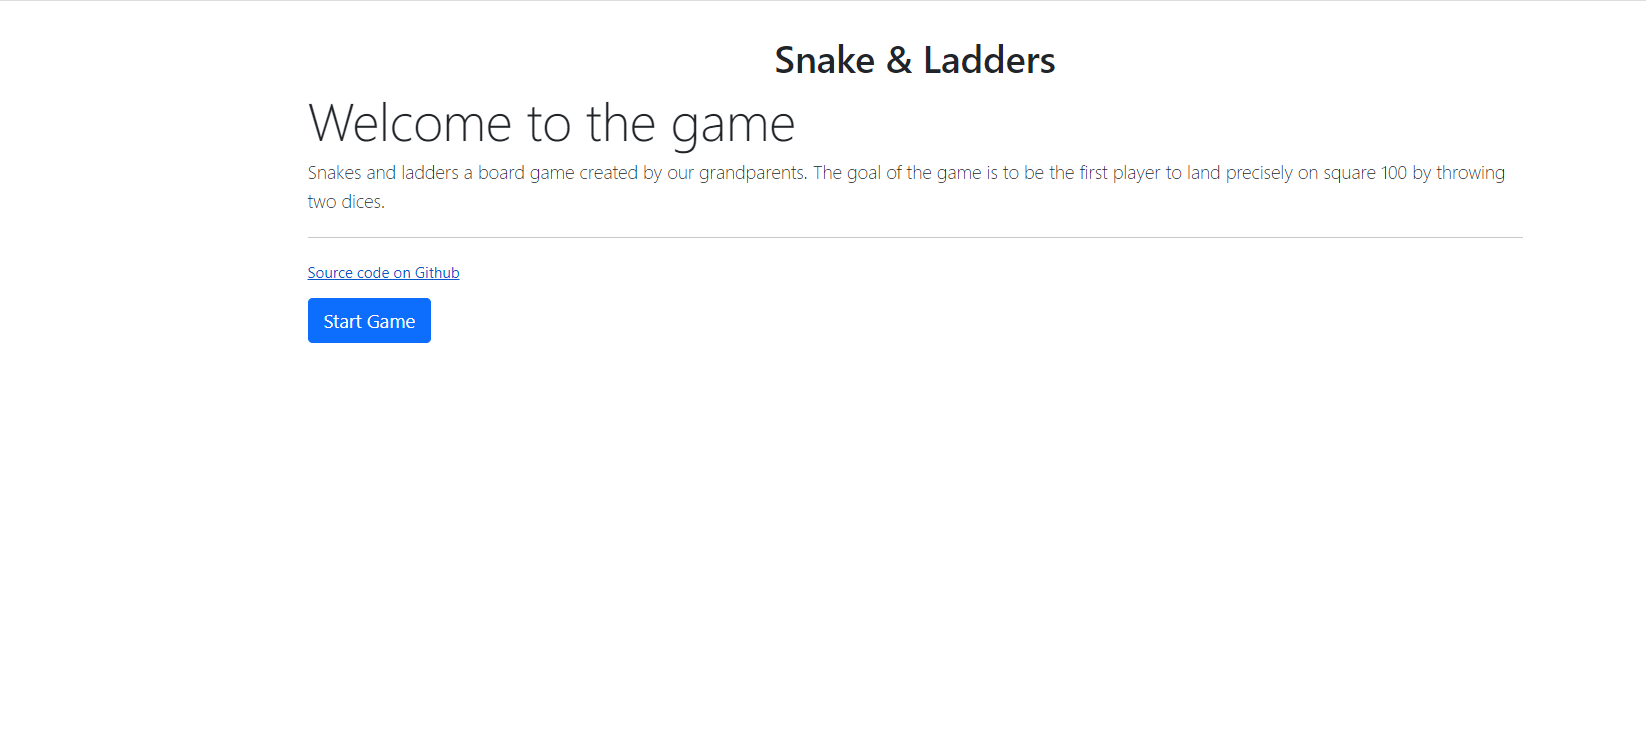 Snake & Ladders
Welcome to the game
Snakes and ladders a board game created by our grandparents. The goal of the game is to be the first player to land precisely on square 100 by throwing
two dices.
Source code on Github
Start Game